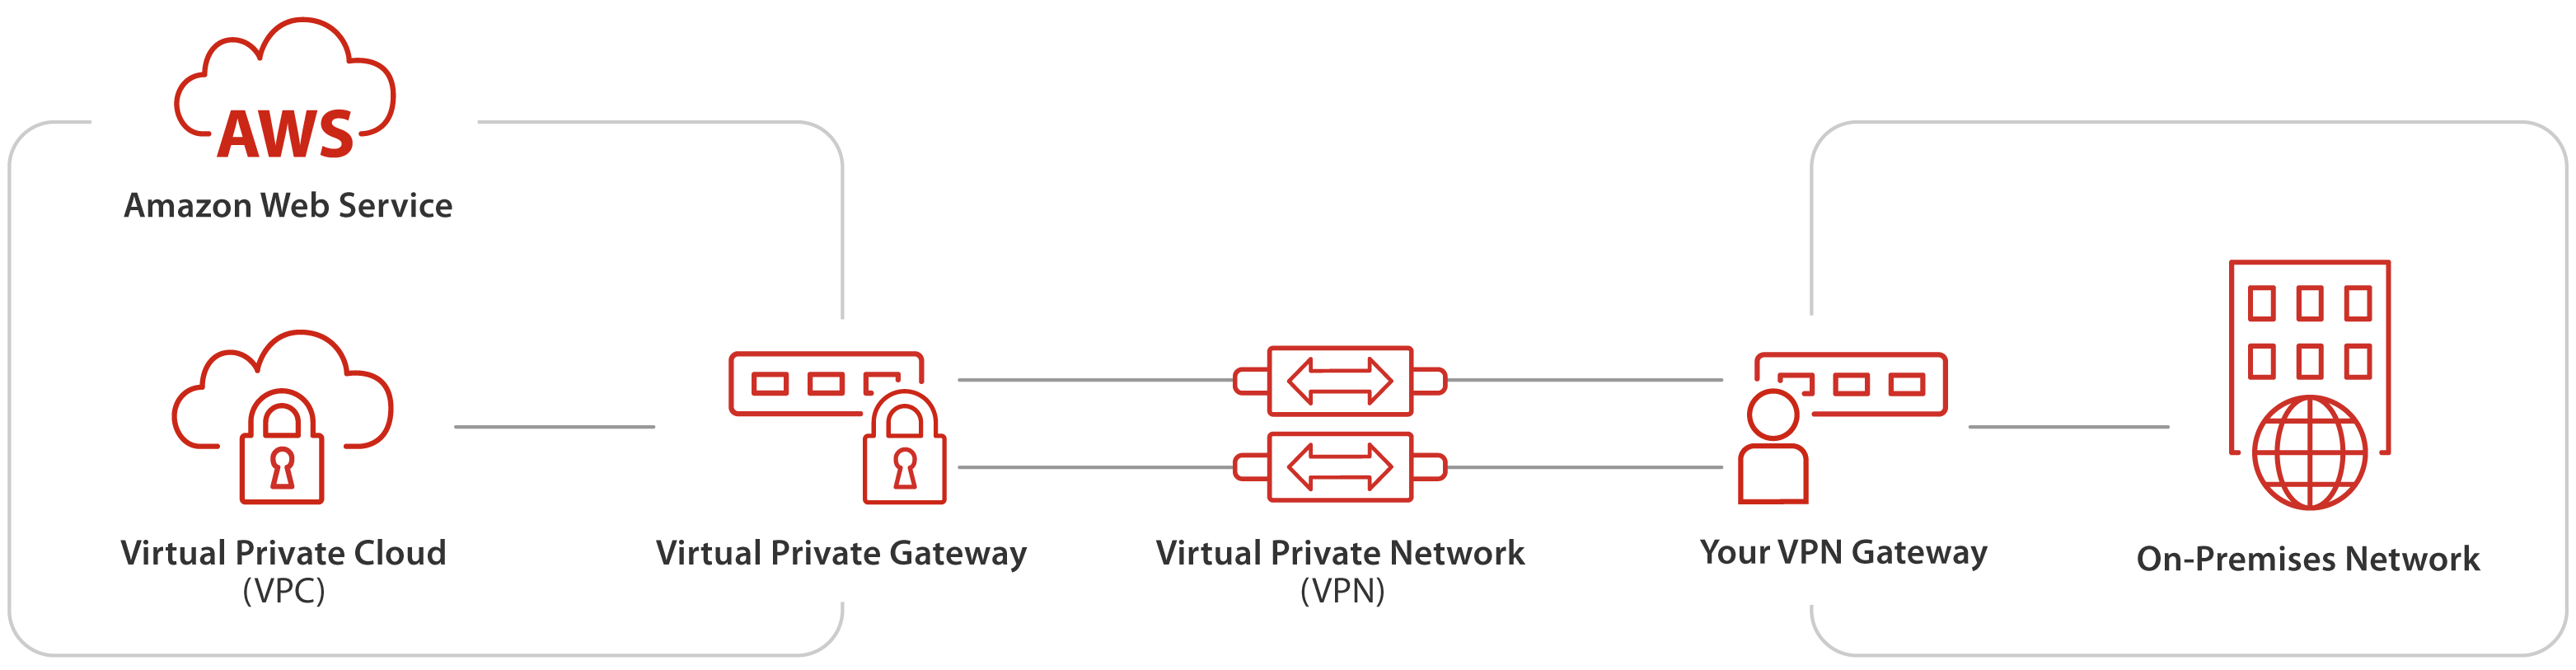 AWS
Amazon Web Service
Virtual Private Cloud
(VPC)
Virtual Private Gateway
Virtual Private Network
(VPN)
Your VPN Gateway
On-Premises Network